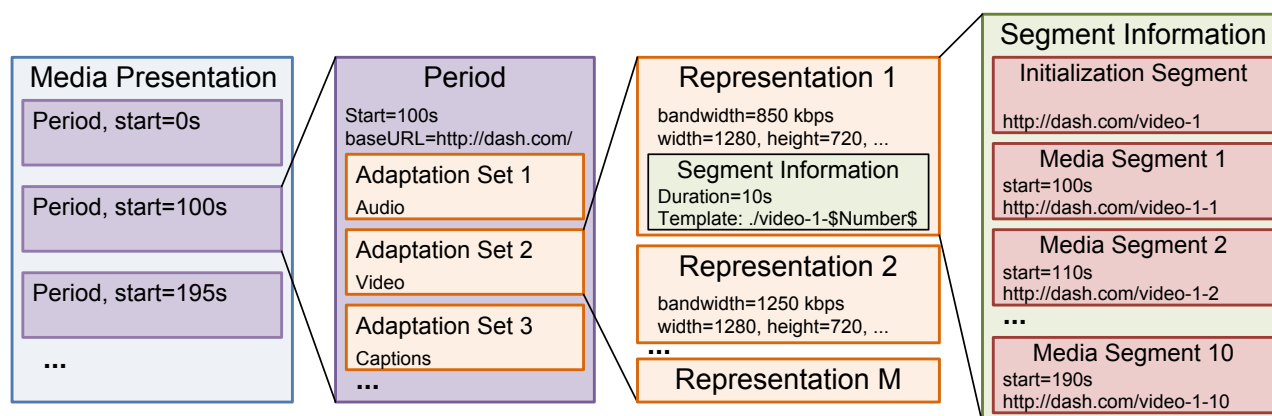 Media Presentation
Period, start=0s
Period, start=100s
Period, start=195s
...
Period
Start=100s
baseURL=http://dash.com/
Adaptation Set 1
Audio
Adaptation Set 2
Video
Adaptation Set 3
Captions
...
Representation 1
bandwidth=850 kbps
width=1280, height=720, ...
Segment Information
Duration=10s
Template: ./video-1-$Number$
Representation 2
bandwidth=1250 kbps
width=1280, height=720, ...
...
Representation M
Segment Information
Initialization Segment
http://dash.com/video-1
Media Segment 1
start=100s
http://dash.com/video-1-1
Media Segment 2
start=110s
http://dash.com/video-1-2
...
Media Segment 10
start=190s
http://dash.com/video-1-10